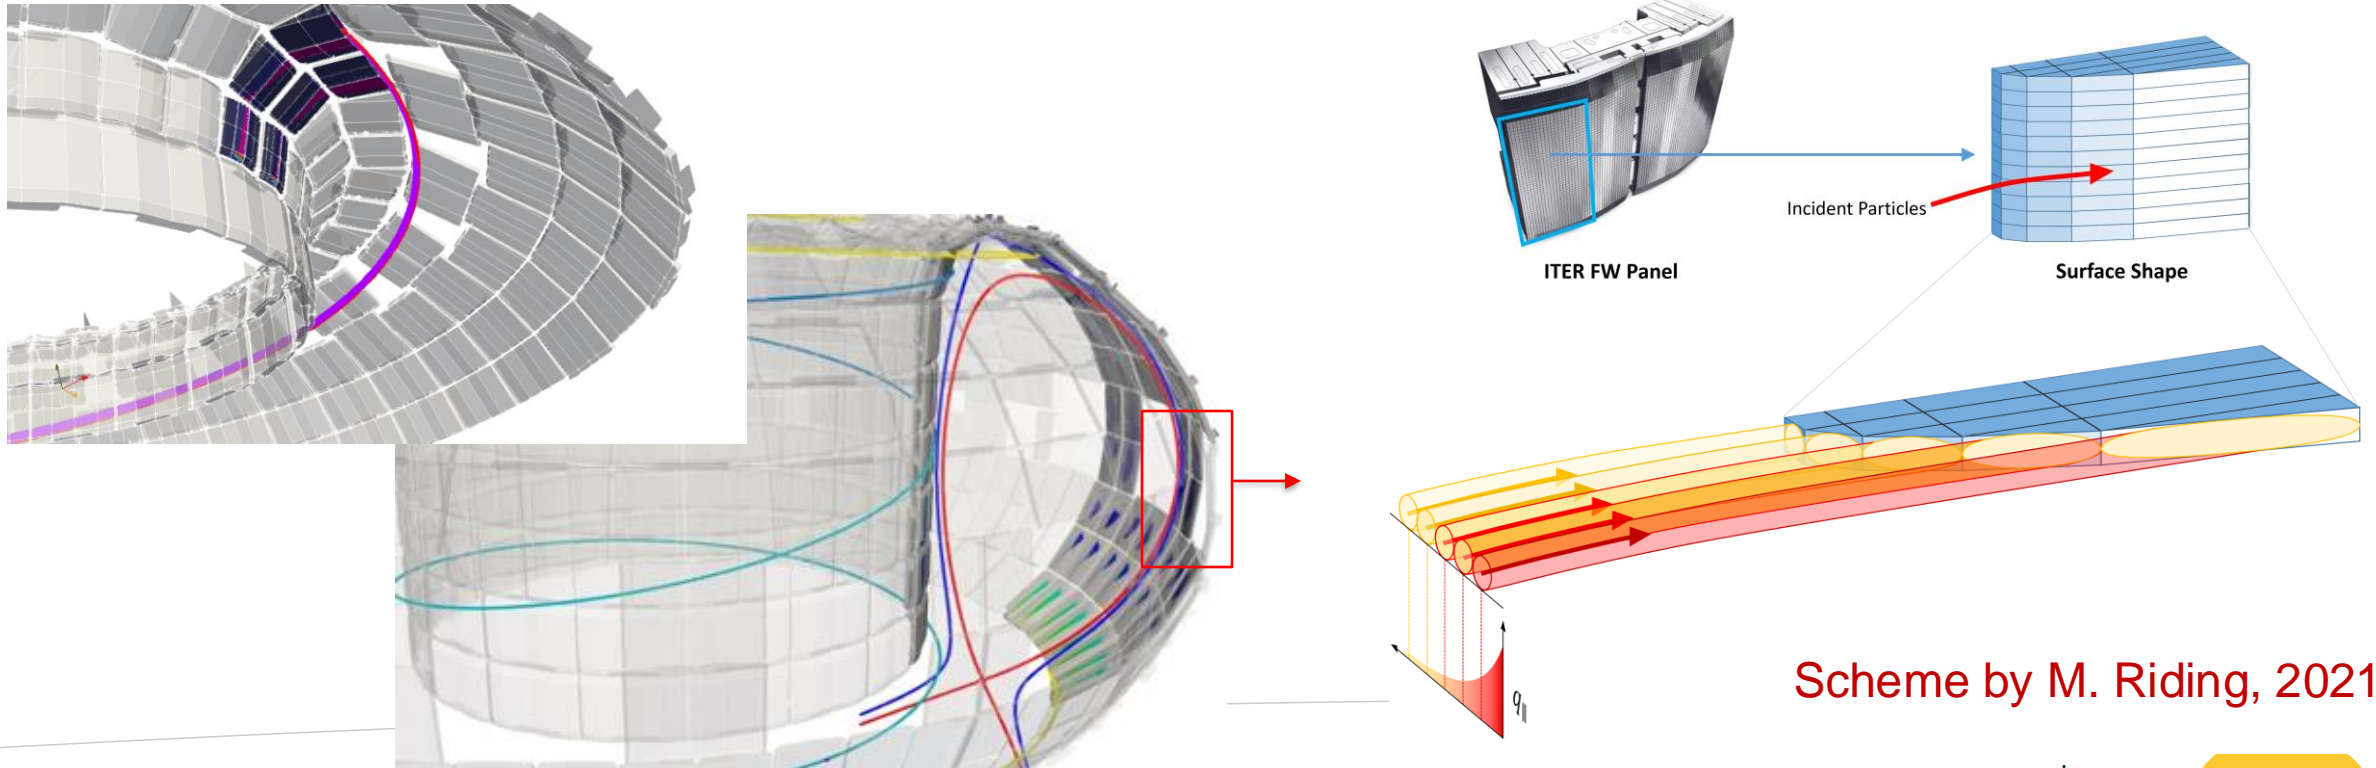 Incident Particles
ITER FW Panel
Surface Shape
q||
Scheme by M. Riding, 2021